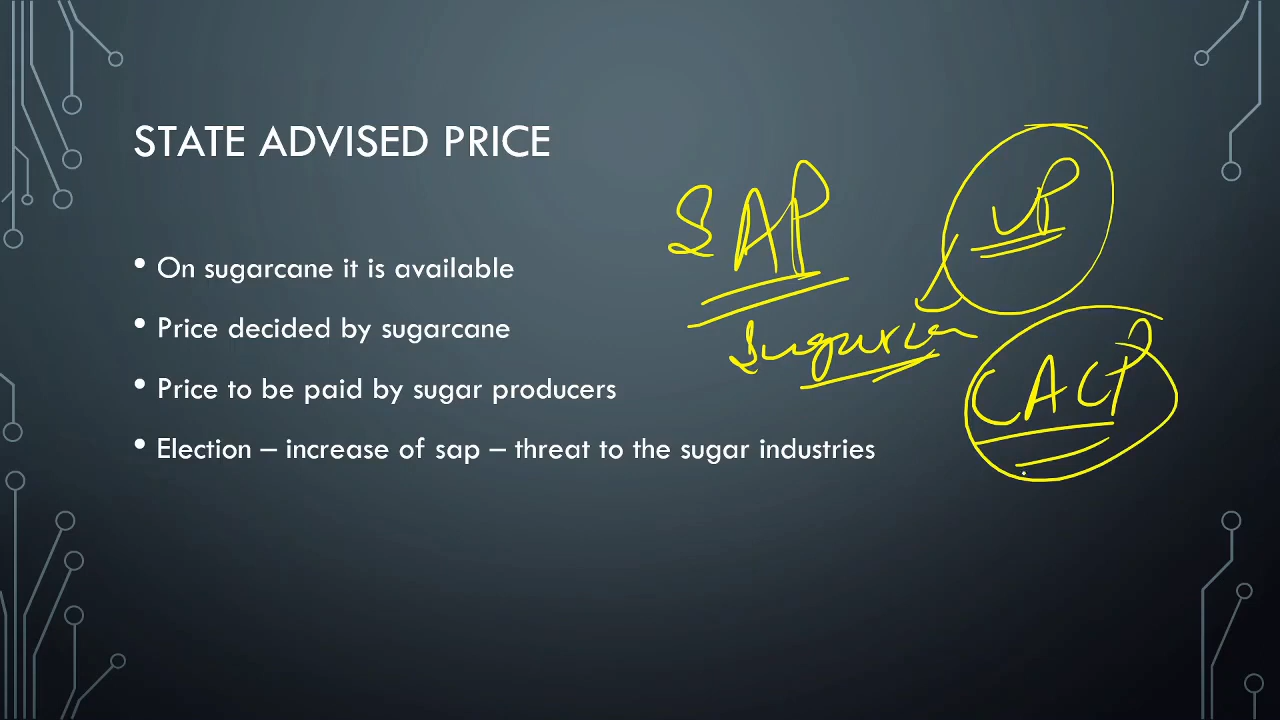 STATE ADVISED PRICE
SAP
UP
On sugarcane it is available
Price decided by sugarcane
Sugarcan
CACP
Price to be paid by sugar producers
Election – increase of sap – threat to the sugar industries